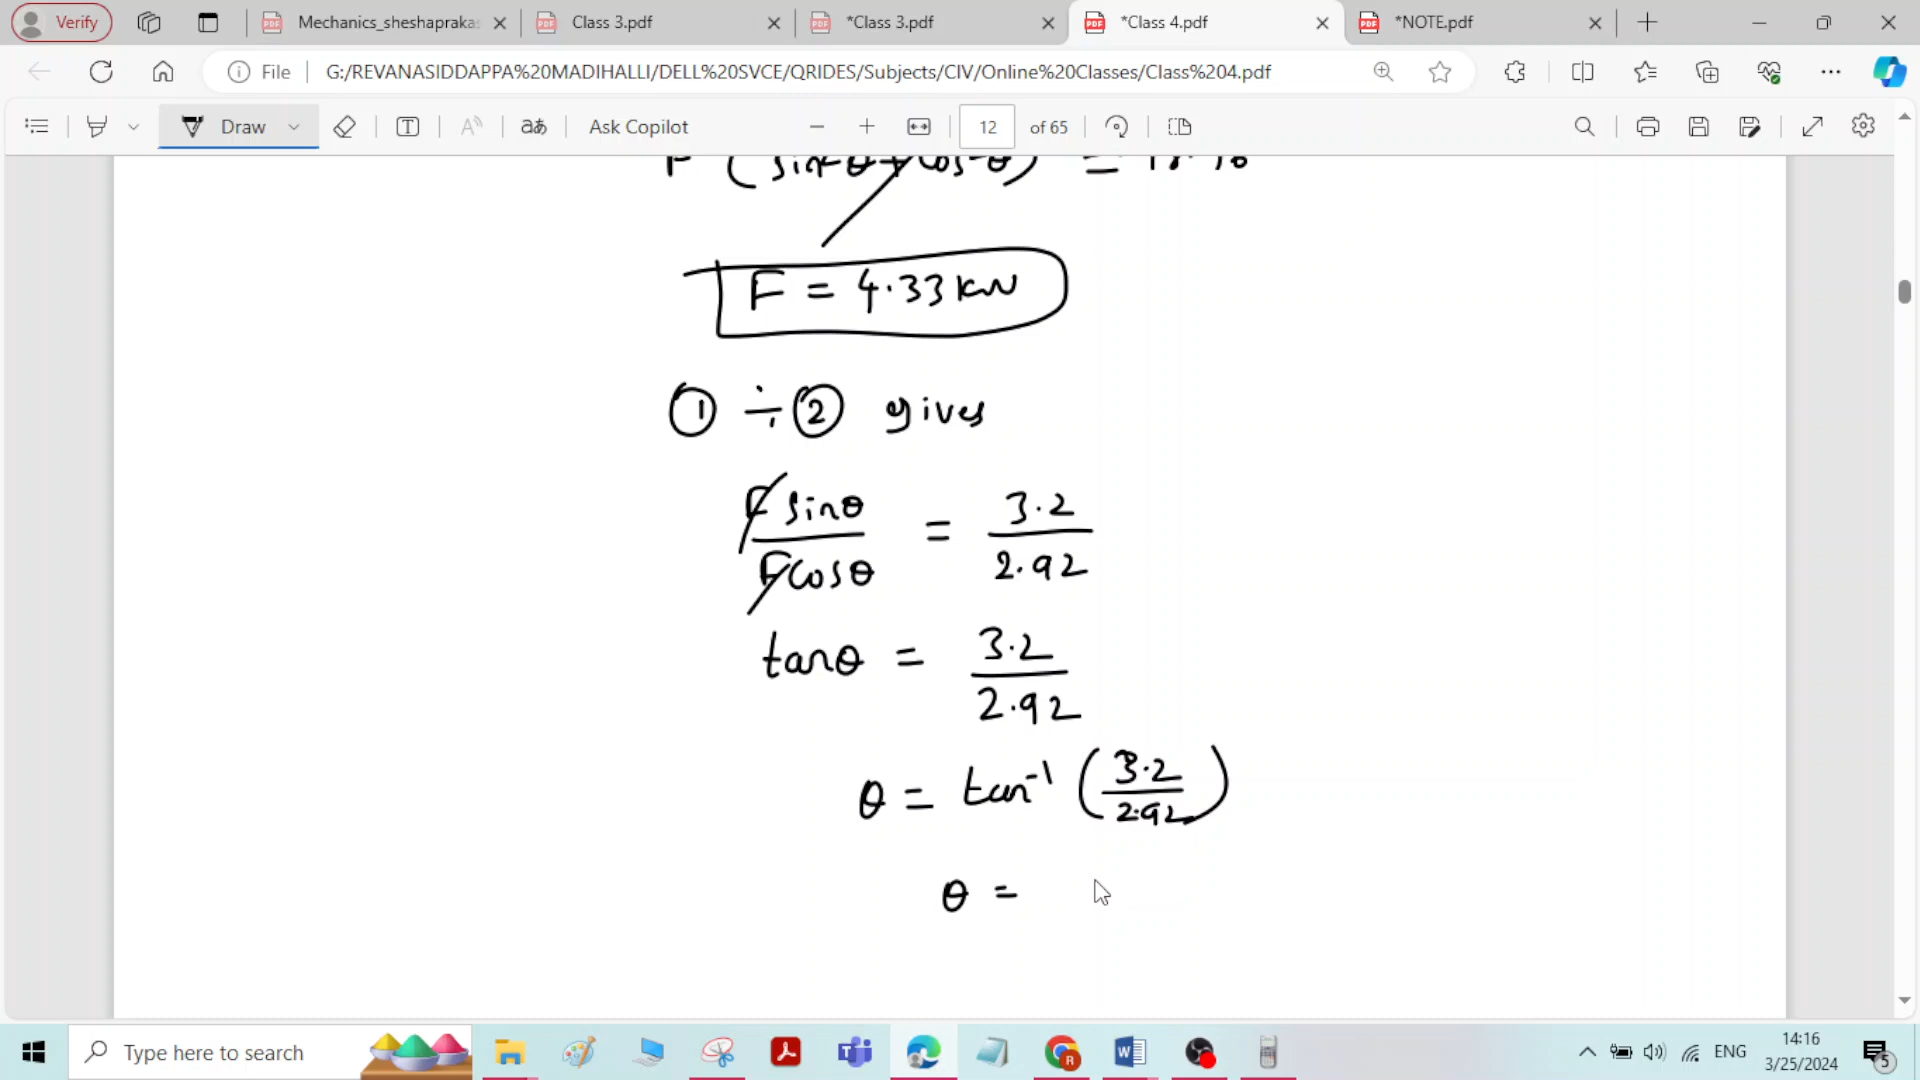 Verify
Mechanics_sheshapraka
Class 3.pdf
*Class 3.pdf
*Class 4.pdf
*NOTE.pdf
File
G:/REVANASIDDAPPA%20MADIHALLI/DELL%20SVCE/QRIDES/Subjects/CIV/Online%20Classes/Class%204.pdf
Draw
Ask Copilot
12 of 65
F = 4.33 kN
① ÷ ② gives
F sinθ / F cosθ = 3.2 / 2.92
tanθ = 3.2 / 2.92
θ = tan⁻¹ (3.2 / 2.92)
θ =
Type here to search
ENG
14:16
3/25/2024
5